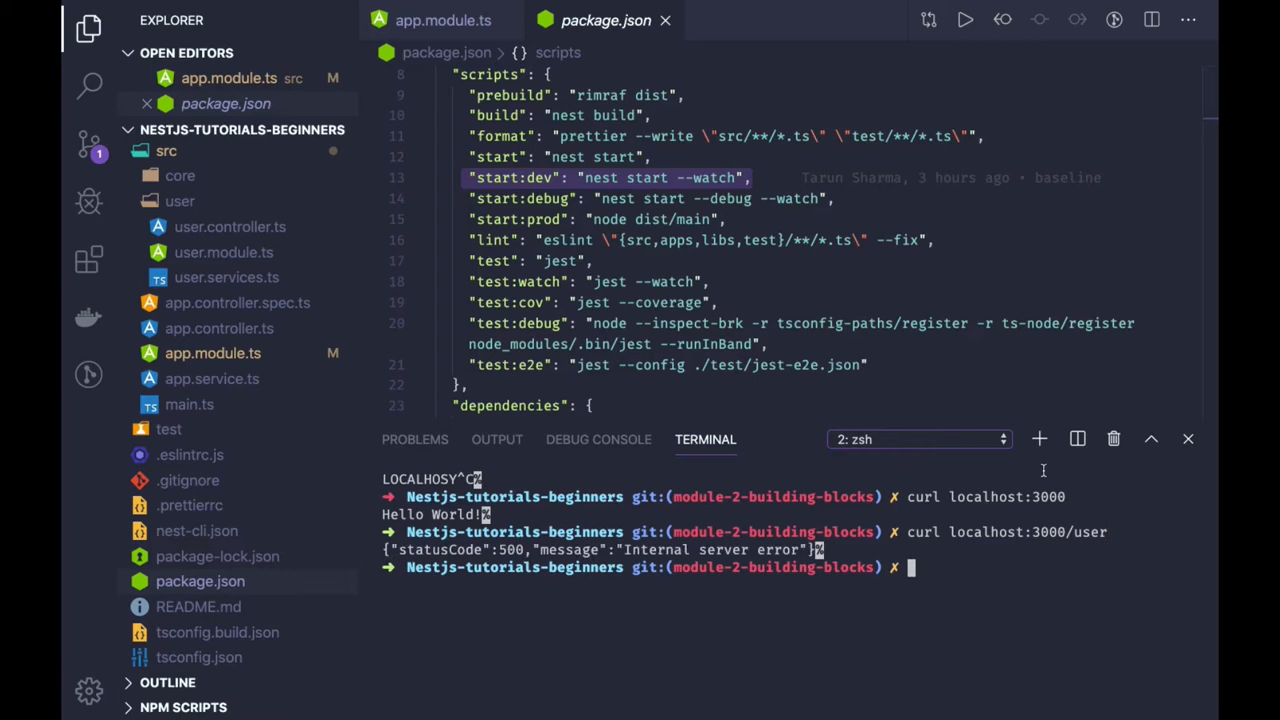 EXPLORER
OPEN EDITORS
app.module.ts src M
package.json
NESTJS-TUTORIALS-BEGINNERS
src
core
user
user.controller.ts
user.module.ts
user.services.ts
app.controller.spec.ts
app.controller.ts
app.module.ts M
app.service.ts
main.ts
test
.eslintrc.js
.gitignore
.prettierrc
nest-cli.json
package-lock.json
package.json
README.md
tsconfig.build.json
tsconfig.json
OUTLINE
NPM SCRIPTS
1
app.module.ts package.json
package.json {} scripts
8 "scripts": {
9 "prebuild": "rimraf dist",
10 "build": "nest build",
11 "format": "prettier --write \"src/**/*.ts\" \"test/**/*.ts\"",
12 "start": "nest start",
13 "start:dev": "nest start --watch", Tarun Sharma, 3 hours ago • baseline
14 "start:debug": "nest start --debug --watch",
15 "start:prod": "node dist/main",
16 "lint": "eslint \"{src,apps,libs,test}/**/*.ts\" --fix",
17 "test": "jest",
18 "test:watch": "jest --watch",
19 "test:cov": "jest --coverage",
20 "test:debug": "node --inspect-brk -r tsconfig-paths/register -r ts-node/register
node_modules/.bin/jest --runInBand",
21 "test:e2e": "jest --config ./test/jest-e2e.json"
22 },
23 "dependencies": {
PROBLEMS OUTPUT DEBUG CONSOLE TERMINAL 2: zsh
LOCALHOSY^C%
➜ Nestjs-tutorials-beginners git:(module-2-building-blocks) ✗ curl localhost:3000
Hello World!%
➜ Nestjs-tutorials-beginners git:(module-2-building-blocks) ✗ curl localhost:3000/user
{"statusCode":500,"message":"Internal server error"}%
➜ Nestjs-tutorials-beginners git:(module-2-building-blocks) ✗